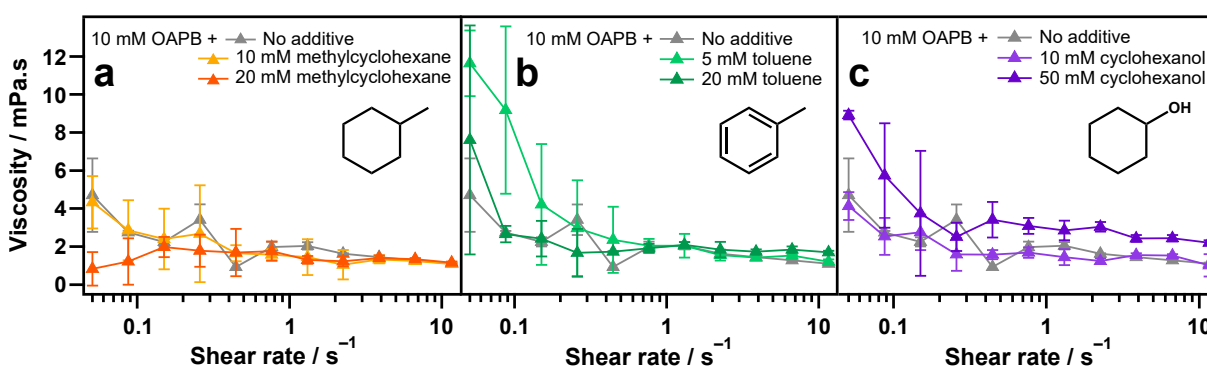 Viscosity / mPa.s
12
10
8
6
4
2
0
a
10 mM OAPB + No additive
10 mM methylcyclohexane
20 mM methylcyclohexane
0.1 1 10
Shear rate / s⁻¹
b
10 mM OAPB + No additive
5 mM toluene
20 mM toluene
0.1 1 10
Shear rate / s⁻¹
c
10 mM OAPB + No additive
10 mM cyclohexanol
50 mM cyclohexanol
OH
0.1 1 10
Shear rate / s⁻¹